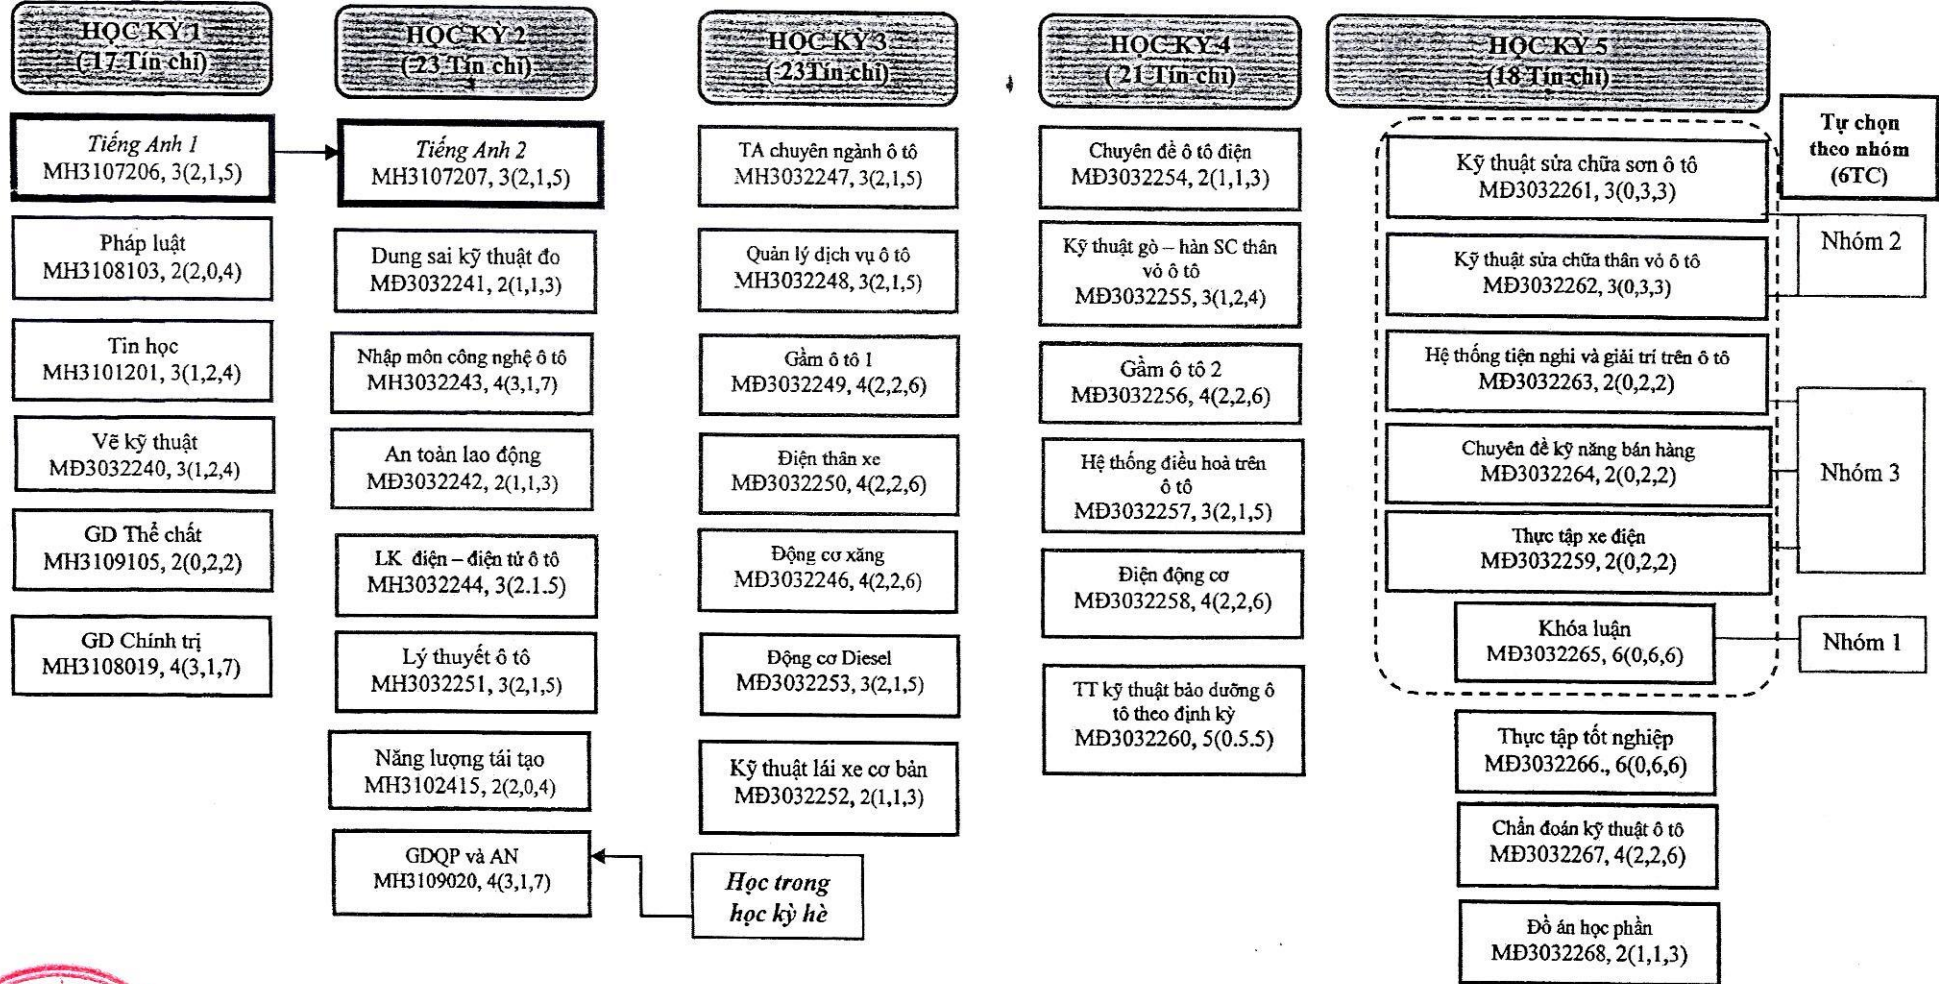 HỌC KỲ 1
( 17 Tín chỉ)
Tiếng Anh 1
MH3107206, 3(2,1,5)
Pháp luật
MH3108103, 2(2,0,4)
Tin học
MH3101201, 3(1,2,4)
Vẽ kỹ thuật
MĐ3032240, 3(1,2,4)
GD Thể chất
MH3109105, 2(0,2,2)
GD Chính trị
MH3108019, 4(3,1,7)
HỌC KỲ 2
( 23 Tín chỉ)
Tiếng Anh 2
MH3107207, 3(2,1,5)
Dung sai kỹ thuật đo
MĐ3032241, 2(1,1,3)
Nhập môn công nghệ ô tô
MH3032243, 4(3,1,7)
An toàn lao động
MĐ3032242, 2(1,1,3)
LK điện – điện tử ô tô
MH3032244, 3(2.1.5)
Lý thuyết ô tô
MH3032251, 3(2,1,5)
Năng lượng tái tạo
MH3102415, 2(2,0,4)
GDQP và AN
MH3109020, 4(3,1,7)
HỌC KỲ 3
( 23Tín chỉ)
TA chuyên ngành ô tô
MH3032247, 3(2,1,5)
Quản lý dịch vụ ô tô
MH3032248, 3(2,1,5)
Gầm ô tô 1
MĐ3032249, 4(2,2,6)
Điện thân xe
MĐ3032250, 4(2,2,6)
Động cơ xăng
MĐ3032246, 4(2,2,6)
Động cơ Diesel
MĐ3032253, 3(2,1,5)
Kỹ thuật lái xe cơ bản
MĐ3032252, 2(1,1,3)
Học trong
học kỳ hè
HỌC KỲ 4
( 21 Tín chỉ)
Chuyên đề ô tô điện
MĐ3032254, 2(1,1,3)
Kỹ thuật gò – hàn SC thân
vỏ ô tô
MĐ3032255, 3(1,2,4)
Gầm ô tô 2
MĐ3032256, 4(2,2,6)
Hệ thống điều hoà trên
ô tô
MĐ3032257, 3(2,1,5)
Điện động cơ
MĐ3032258, 4(2,2,6)
TT kỹ thuật bảo dưỡng ô
tô theo định kỳ
MĐ3032260, 5(0.5.5)
HỌC KỲ 5
(18 Tín chỉ)
Kỹ thuật sửa chữa sơn ô tô
MĐ3032261, 3(0,3,3)
Kỹ thuật sửa chữa thân vỏ ô tô
MĐ3032262, 3(0,3,3)
Hệ thống tiện nghi và giải trí trên ô tô
MĐ3032263, 2(0,2,2)
Chuyên đề kỹ năng bán hàng
MĐ3032264, 2(0,2,2)
Thực tập xe điện
MĐ3032259, 2(0,2,2)
Khóa luận
MĐ3032265, 6(0,6,6)
Thực tập tốt nghiệp
MĐ3032266., 6(0,6,6)
Chẩn đoán kỹ thuật ô tô
MĐ3032267, 4(2,2,6)
Đồ án học phần
MĐ3032268, 2(1,1,3)
Tự chọn
theo nhóm
(6TC)
Nhóm 2
Nhóm 3
Nhóm 1